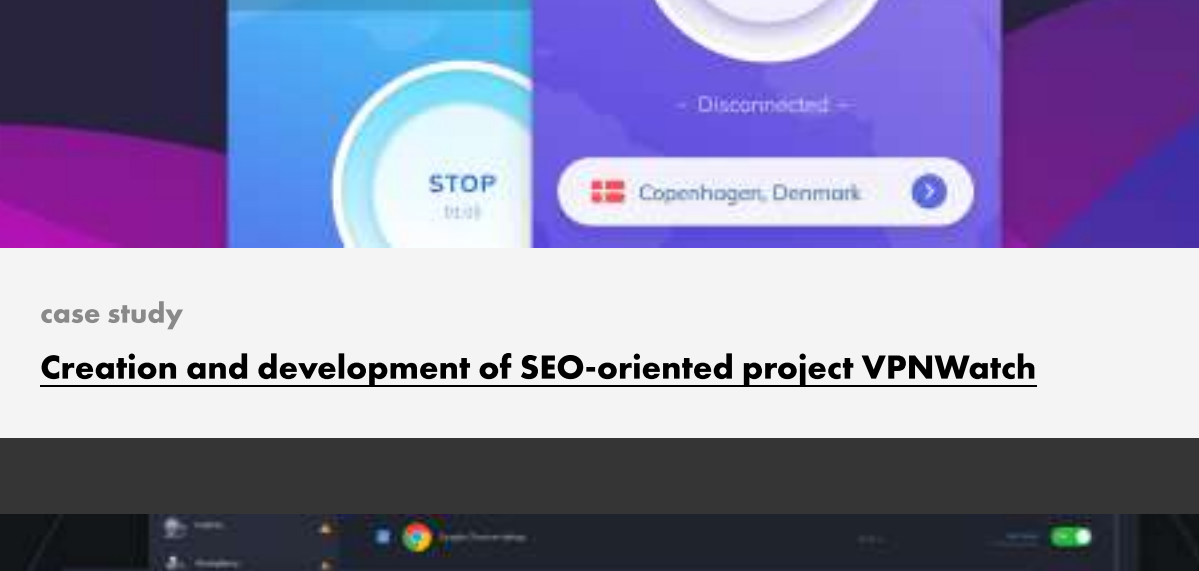 – Disconnected –
STOP
Copenhagen, Denmark
case study
Creation and development of SEO-oriented project VPNWatch